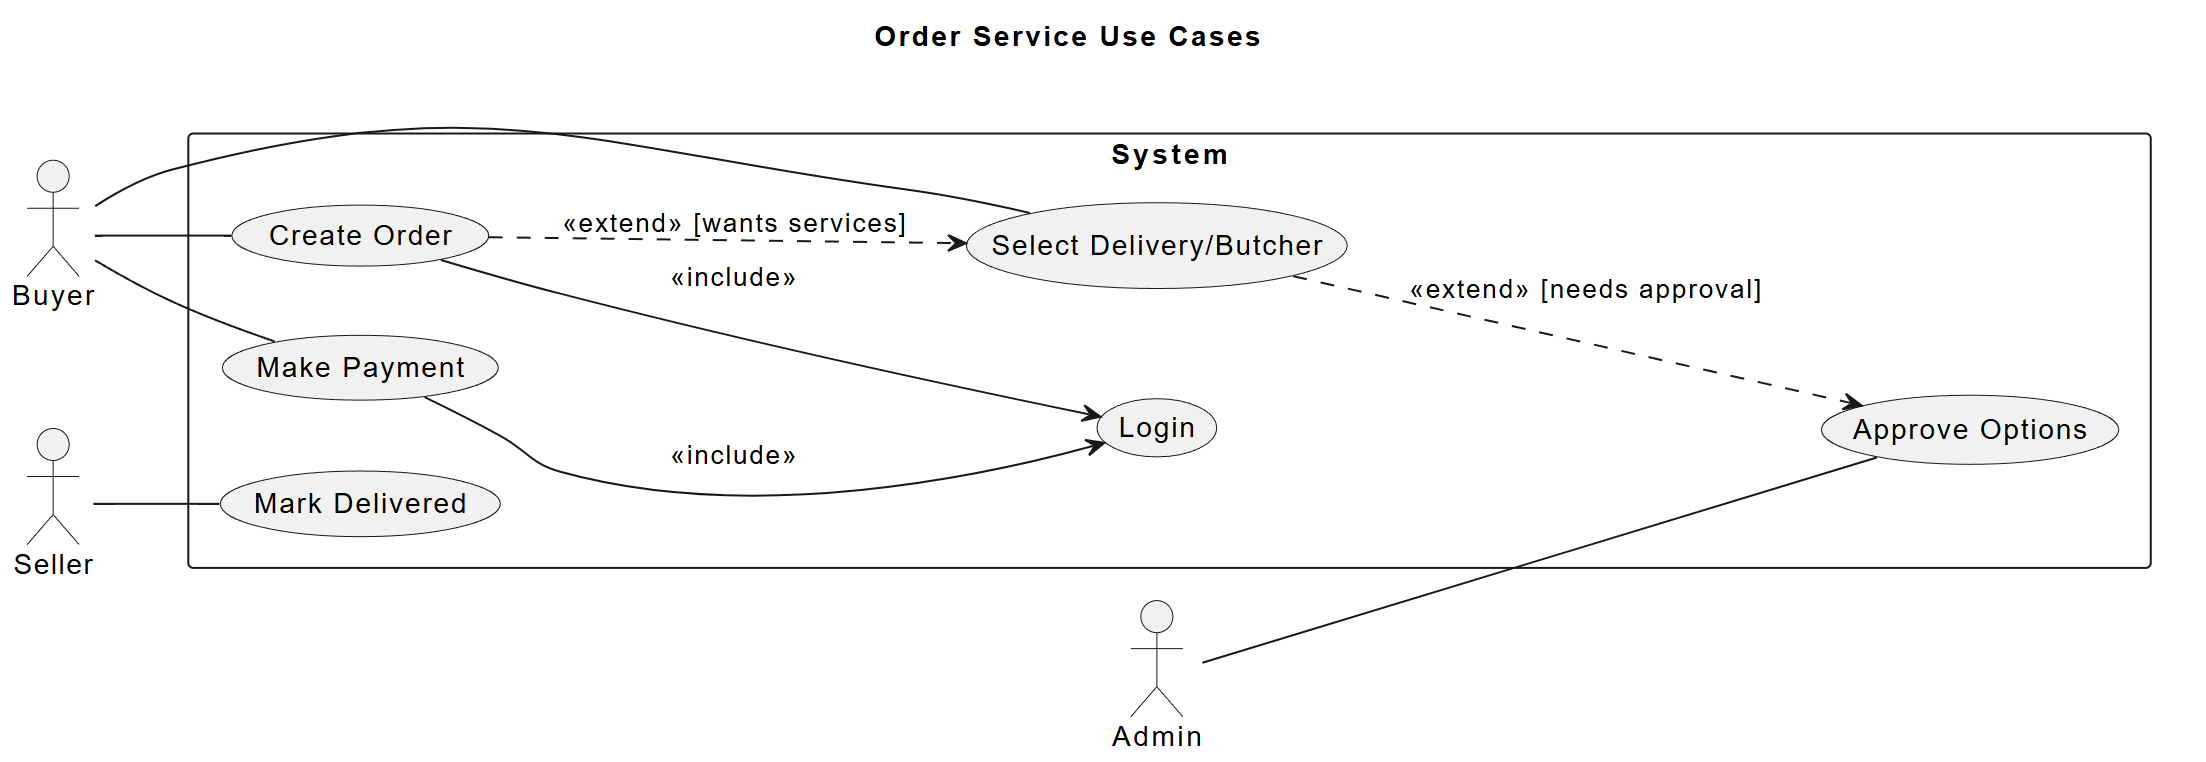 Order Service Use Cases
System
Buyer
Create Order
«extend» [wants services]
Select Delivery/Butcher
«include»
«extend» [needs approval]
Make Payment
Login
Approve Options
«include»
Seller
Mark Delivered
Admin